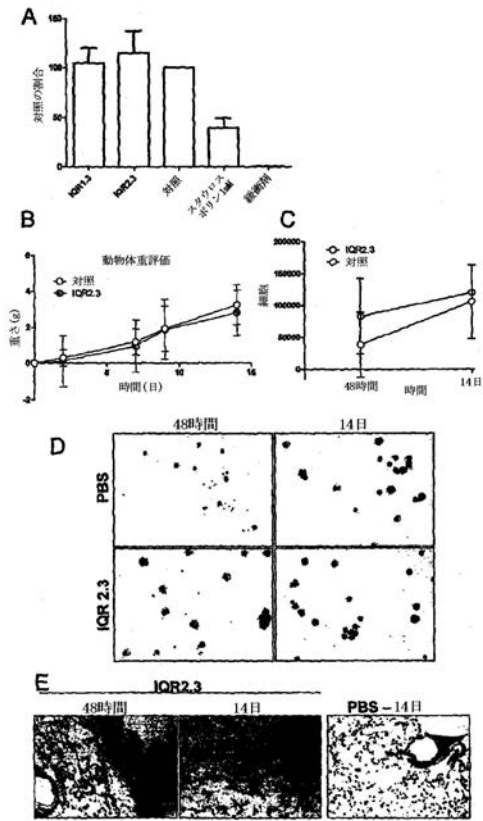 A
対照の割合
150
100
50
0
IQR1.3
IQR2.3
対照
スタウロス
ポリン1uM
緩衝剤
B
動物体重評価
対照
IQR2.3
重さ(g)
6
4
2
0
-2
0
5
10
15
時間(日)
C
IQR2.3
対照
細胞
200000
150000
100000
50000
0
48時間
時間
14日
D
48時間
14日
PBS
IQR 2.3
E
IQR2.3
48時間
14日
PBS－14日